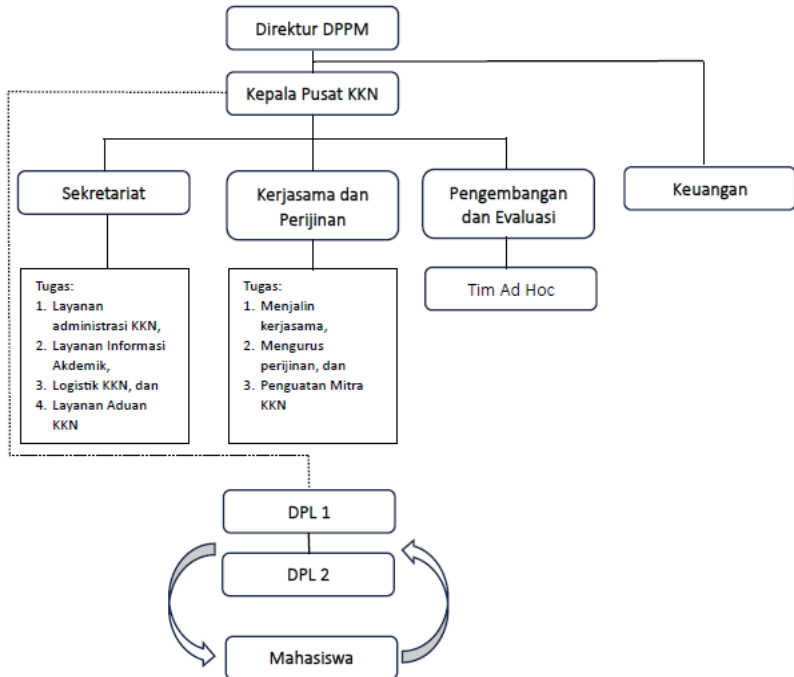 Direktur DPPM
Kepala Pusat KKN
Sekretariat
Kerjasama dan
Perijinan
Pengembangan
dan Evaluasi
Keuangan
Tugas:
1. Layanan
administrasi KKN,
2. Layanan Informasi
Akdemik,
3. Logistik KKN, dan
4. Layanan Aduan
KKN
Tugas:
1. Menjalin
kerjasama,
2. Mengurus
perijinan, dan
3. Penguatan Mitra
KKN
Tim Ad Hoc
DPL 1
DPL 2
Mahasiswa